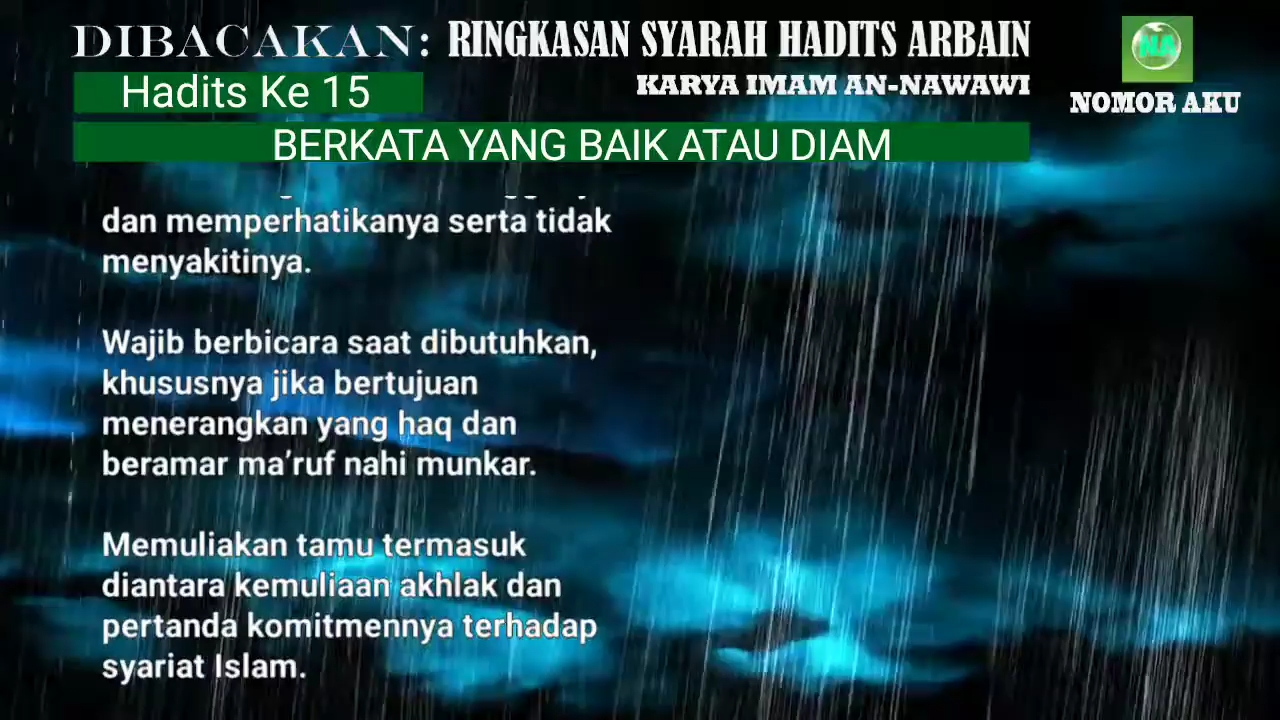 DIBACAKAN: RINGKASAN SYARAH HADITS ARBAIN
KARYA IMAM AN-NAWAWI
Hadits Ke 15
BERKATA YANG BAIK ATAU DIAM
NA
NOMOR AKU
dan memperhatikanya serta tidak
menyakitinya.
Wajib berbicara saat dibutuhkan,
khususnya jika bertujuan
menerangkan yang haq dan
beramar ma’ruf nahi munkar.
Memuliakan tamu termasuk
diantara kemuliaan akhlak dan
pertanda komitmennya terhadap
syariat Islam.